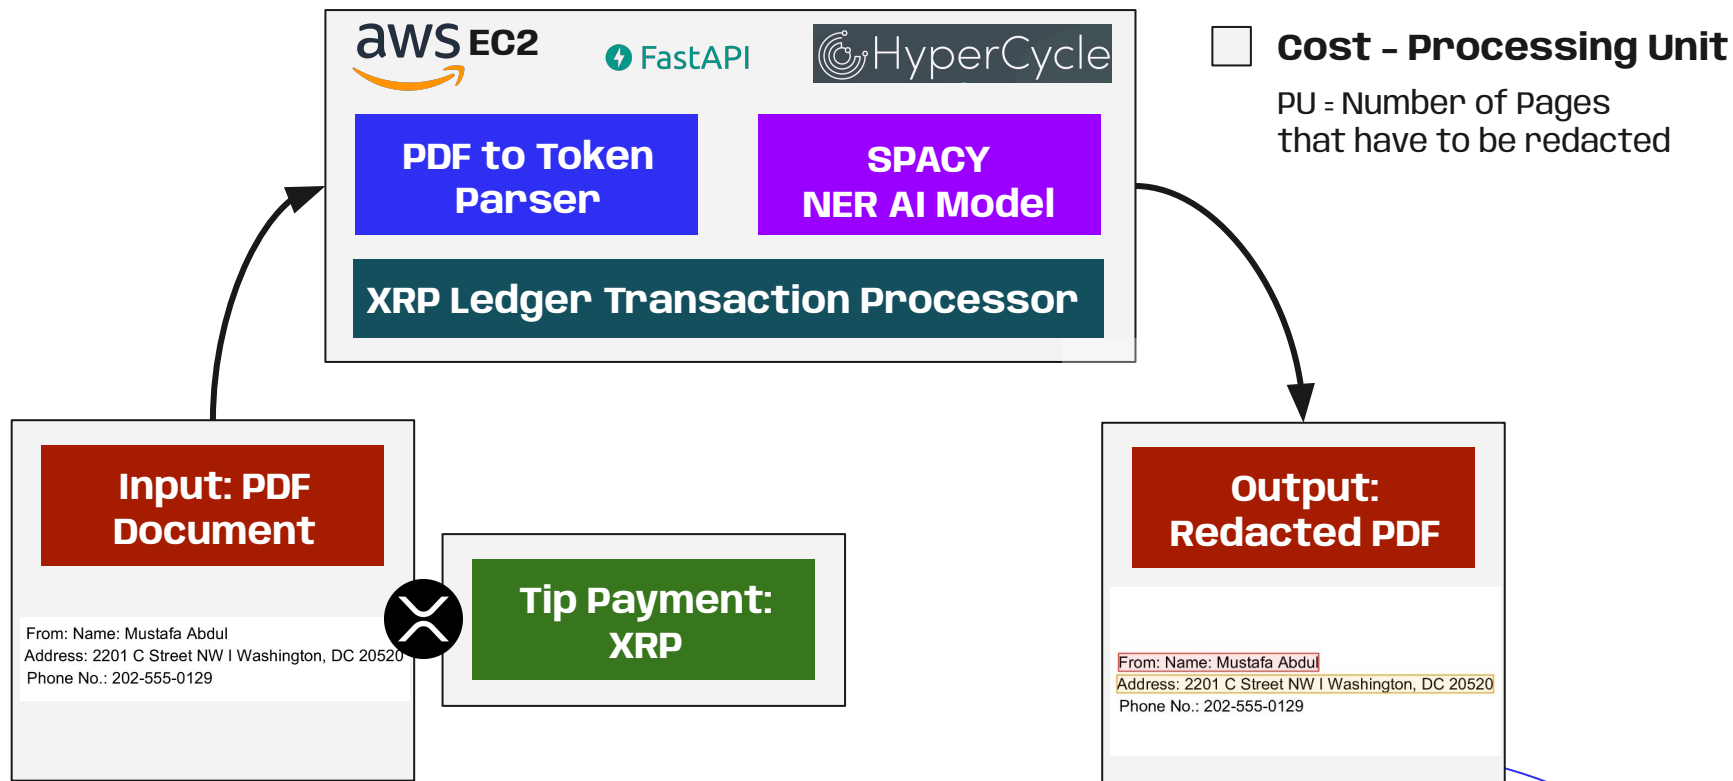 aws EC2
FastAPI
HyperCycle
Cost - Processing Unit
PU = Number of Pages
that have to be redacted
PDF to Token
Parser
SPACY
NER AI Model
XRP Ledger Transaction Processor
Input: PDF
Document
From: Name: Mustafa Abdul
Address: 2201 C Street NW I Washington, DC 20520
Phone No.: 202-555-0129
Tip Payment:
XRP
Output:
Redacted PDF
From: Name: Mustafa Abdul
Address: 2201 C Street NW I Washington, DC 20520
Phone No.: 202-555-0129